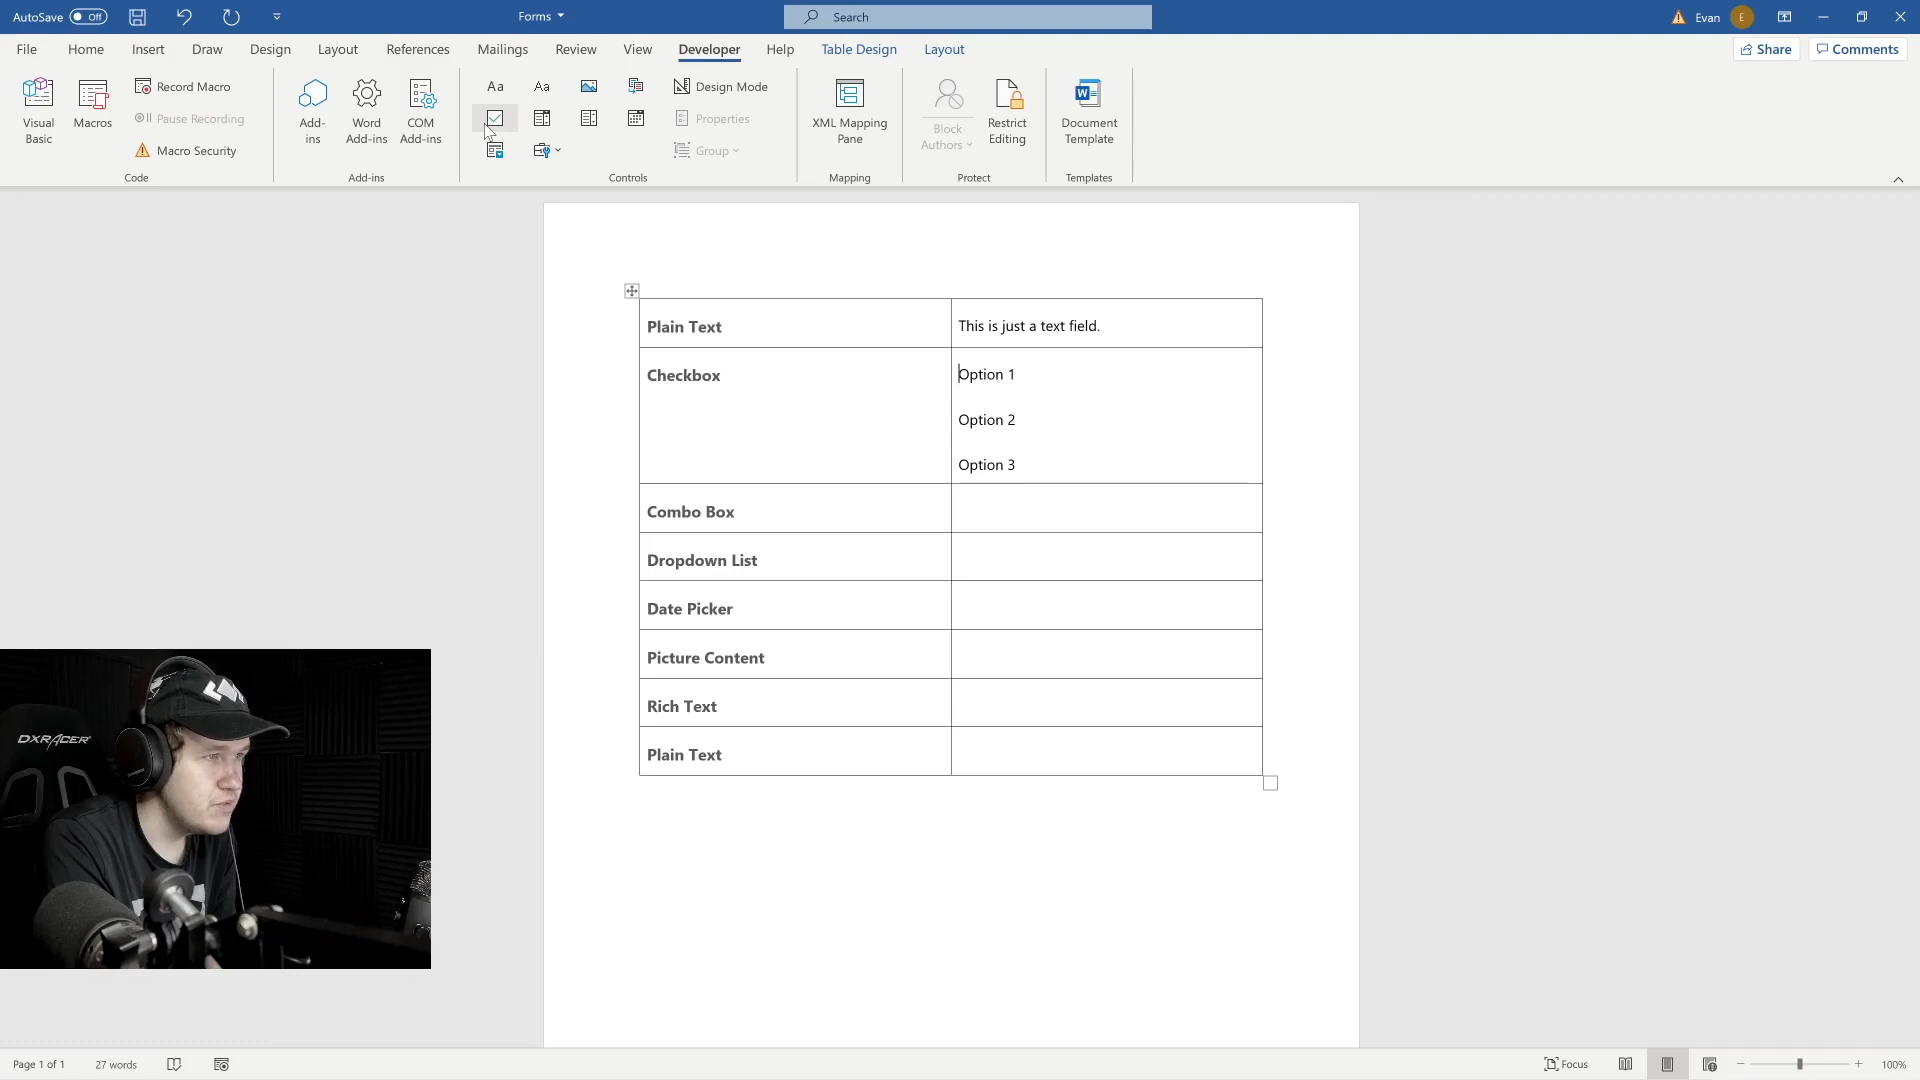 AutoSave Off Forms Search Evan E
File Home Insert Draw Design Layout References Mailings Review View Developer Help Table Design Layout Share Comments
Visual Basic
Macros
Record Macro
Pause Recording
Macro Security
Code
Add-ins
Word Add-ins
COM Add-ins
Add-ins
Aa Aa
Design Mode
Properties
Group
Controls
XML Mapping Pane
Mapping
Block Authors
Restrict Editing
Protect
Document Template
Templates
Plain Text This is just a text field.
Checkbox Option 1
Option 2
Option 3
Combo Box
Dropdown List
Date Picker
Picture Content
Rich Text
Plain Text
DXRACER
Page 1 of 1 27 words Focus 100%